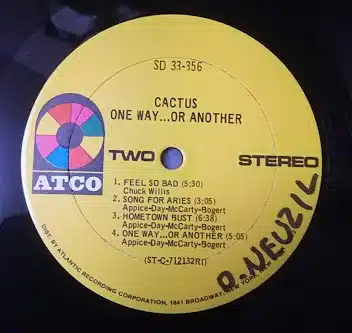 SD 33-356
CACTUS
ONE WAY...OR ANOTHER
ATCO
TWO
STEREO
1. FEEL SO BAD (5:30)
Chuck Willis
2. SONG FOR ARIES (3:05)
Appice-Day-McCarty-Bogert
3. HOMETOWN BUST (6:38)
Appice-Day-McCarty-Bogert
4. ONE WAY...OR ANOTHER (5:05)
Appice-Day-McCarty-Bogert
(ST-C-712132RI)
DIST. BY ATLANTIC RECORDING CORPORATION, 1841 BROADWAY, NEW YORK, NEW
R. NEUZIL